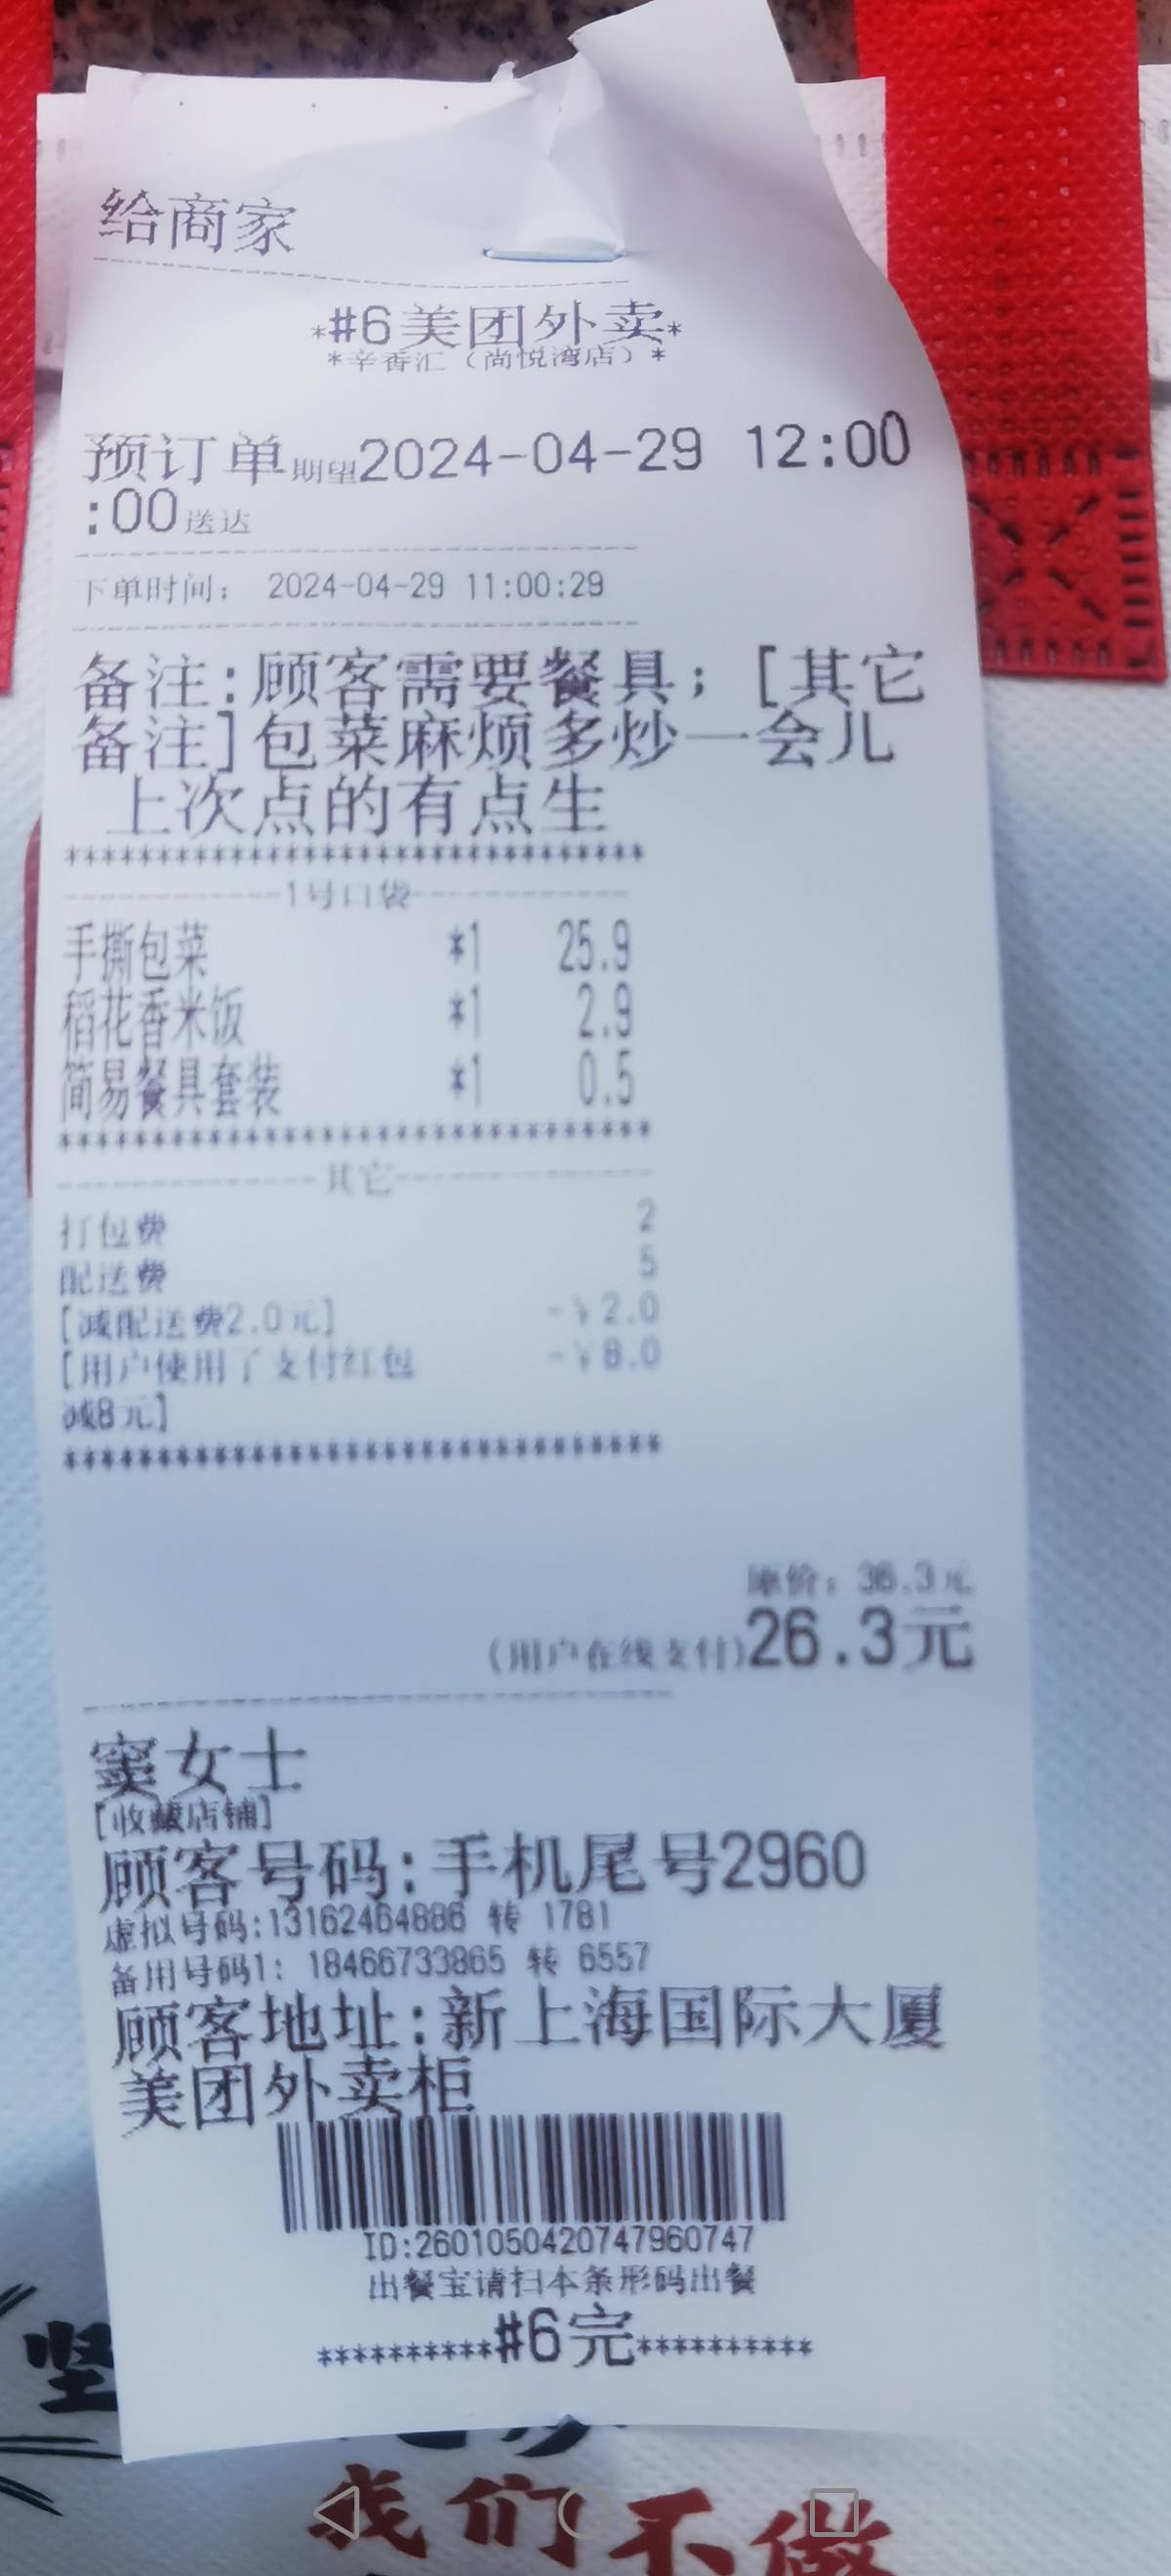 给商家
*#6美团外卖*
*辛香汇（尚悦湾店）*
预订单期望2024-04-29 12:00
:00送达
下单时间： 2024-04-29 11:00:29
备注:顾客需要餐具；[其它
备注]包菜麻烦多炒一会儿
上次点的有点生
*********************************
1号口袋
手撕包菜 *1 25.9
稻花香米饭 *1 2.9
简易餐具套装 *1 0.5
*********************************
其它
打包费 2
配送费 5
[减配送费2.0元] -￥2.0
[用户使用了支付红包 -￥8.0
减8元]
*********************************
原价：36.3元
(用户在线支付)26.3元
窦女士
[收藏店铺]
顾客号码:手机尾号2960
虚拟号码:13162464886 转 1781
备用号码1: 18466733865 转 6557
顾客地址:新上海国际大厦
美团外卖柜
ID:2601050420747960747
出餐宝请扫本条形码出餐
**********#6完**********
坚
我们不做